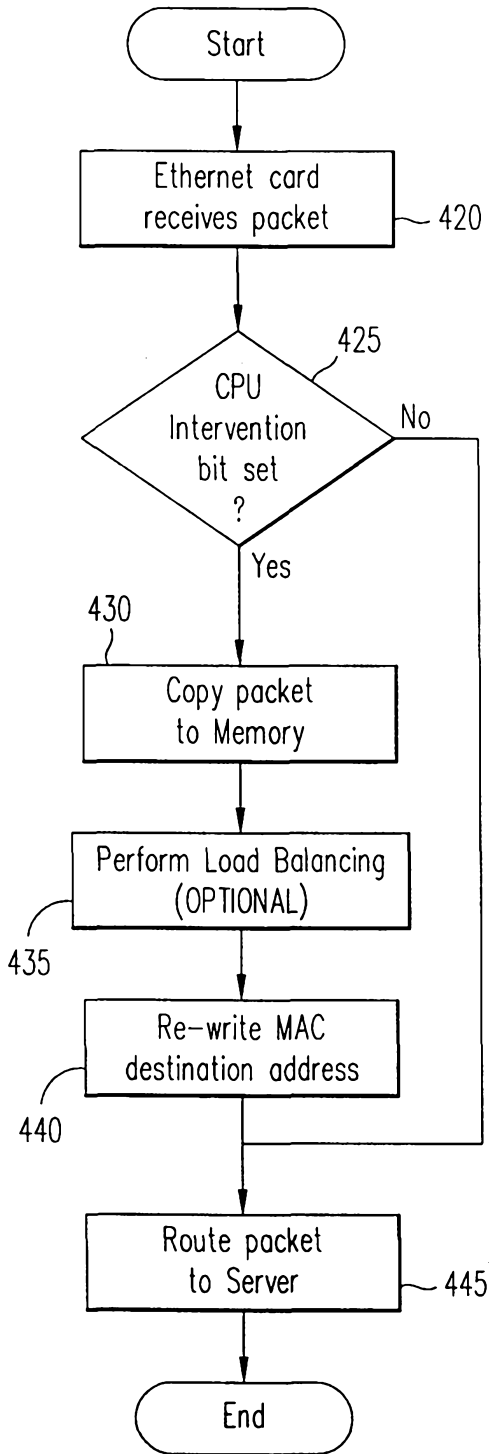 Start
Ethernet card
receives packet
420
425
CPU
Intervention
bit set
?
No
Yes
430
Copy packet
to Memory
Perform Load Balancing
(OPTIONAL)
435
Re-write MAC
destination address
440
Route packet
to Server
445
End